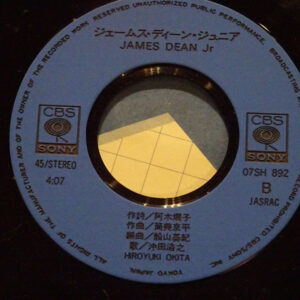 ジェームス・ディーン・ジュニア
JAMES DEAN Jr
CBS
SONY
45/STEREO
4:07
CBS
SONY
07SH 892
B
JASRAC
作詩/阿木燿子
作曲/筒美京平
編曲/船山基紀
歌/沖田浩之
HIROYUKI OKITA
TOKYO JAPAN